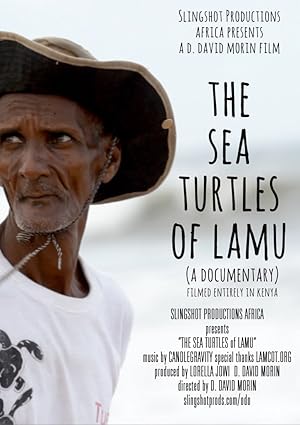 SLINGSHOT PRODUCTIONS
AFRICA PRESENTS
A D. DAVID MORIN FILM
THE
SEA
TURTLES
OF LAMU
(A DOCUMENTARY)
FILMED ENTIRELY IN KENYA
SLINGSHOT PRODUCTIONS AFRICA
presents
"THE SEA TURTLES of LAMU"
music by CANOLEGRAVITY special thanks LAMCOT.ORG
produced by LORELLA JOWI D. DAVID MORIN
directed by D. DAVID MORIN
slingshotprods.com/odo